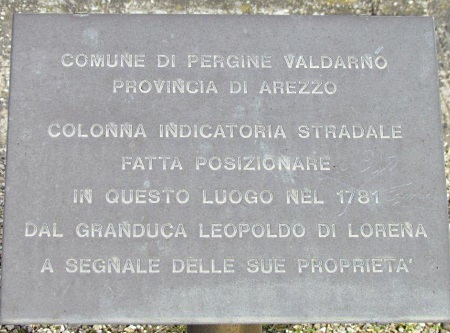 COMUNE DI PERGINE VALDARNO
PROVINCIA DI AREZZO
COLONNA INDICATORIA STRADALE
FATTA POSIZIONARE
IN QUESTO LUOGO NEL 1781
DAL GRANDUCA LEOPOLDO DI LORENA
A SEGNALE DELLE SUE PROPRIETA'